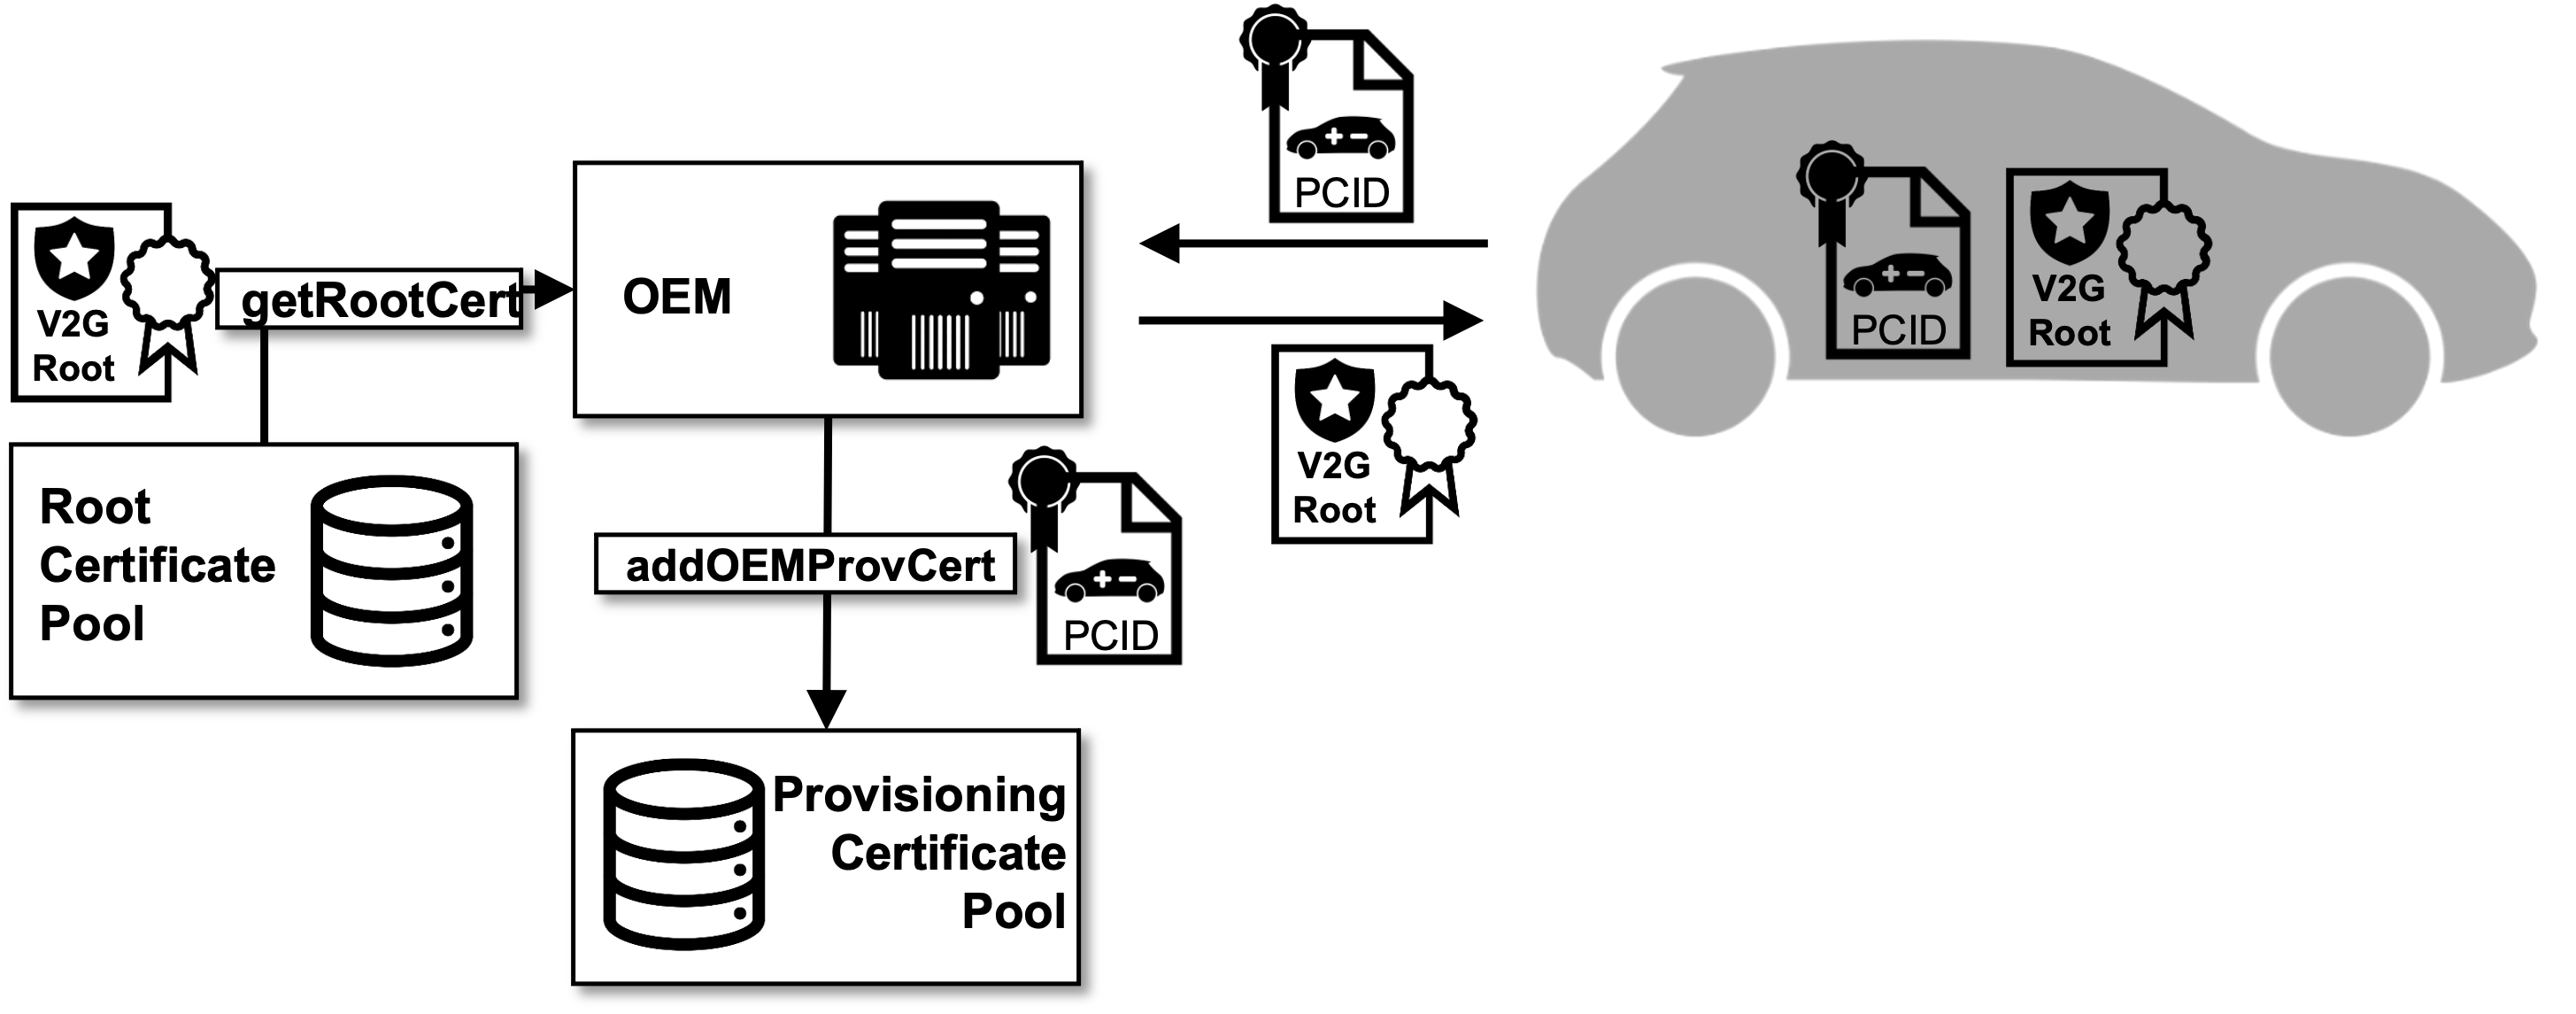 PCID
PCID
V2G
Root
V2G
Root
getRootCert
OEM
V2G
Root
Root
Certificate
Pool
addOEMProvCert
PCID
Provisioning
Certificate
Pool